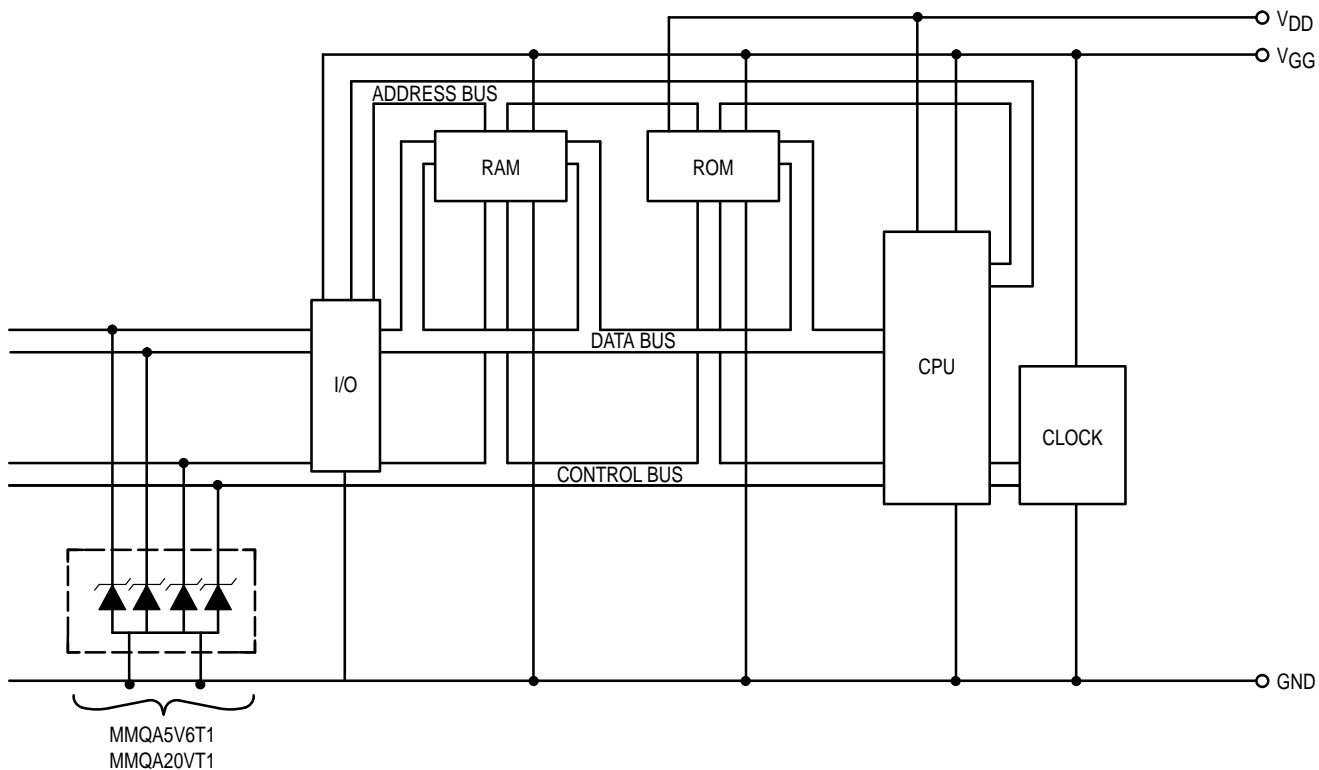 VDD
VGG
ADDRESS BUS
RAM
ROM
DATA BUS
I/O
CPU
CLOCK
CONTROL BUS
GND
MMQA5V6T1
MMQA20VT1